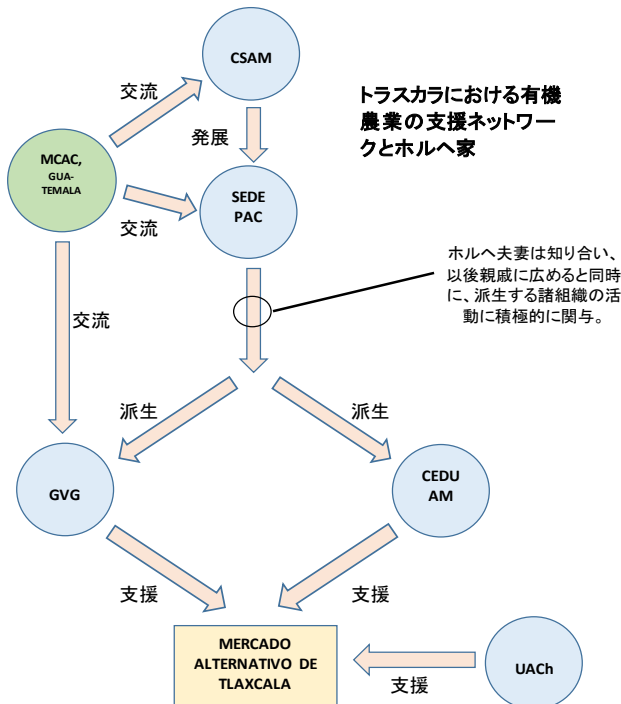 CSAM
トラスカラにおける有機
農業の支援ネットワー
クとホルヘ家
交流
発展
MCAC,
GUA-
TEMALA
SEDE
PAC
交流
ホルヘ夫妻は知り合い、
以後親戚に広めると同時
に、派生する諸組織の活
動に積極的に関与。
交流
派生
派生
GVG
CEDU
AM
支援
支援
MERCADO
ALTERNATIVO DE
TLAXCALA
UACh
支援